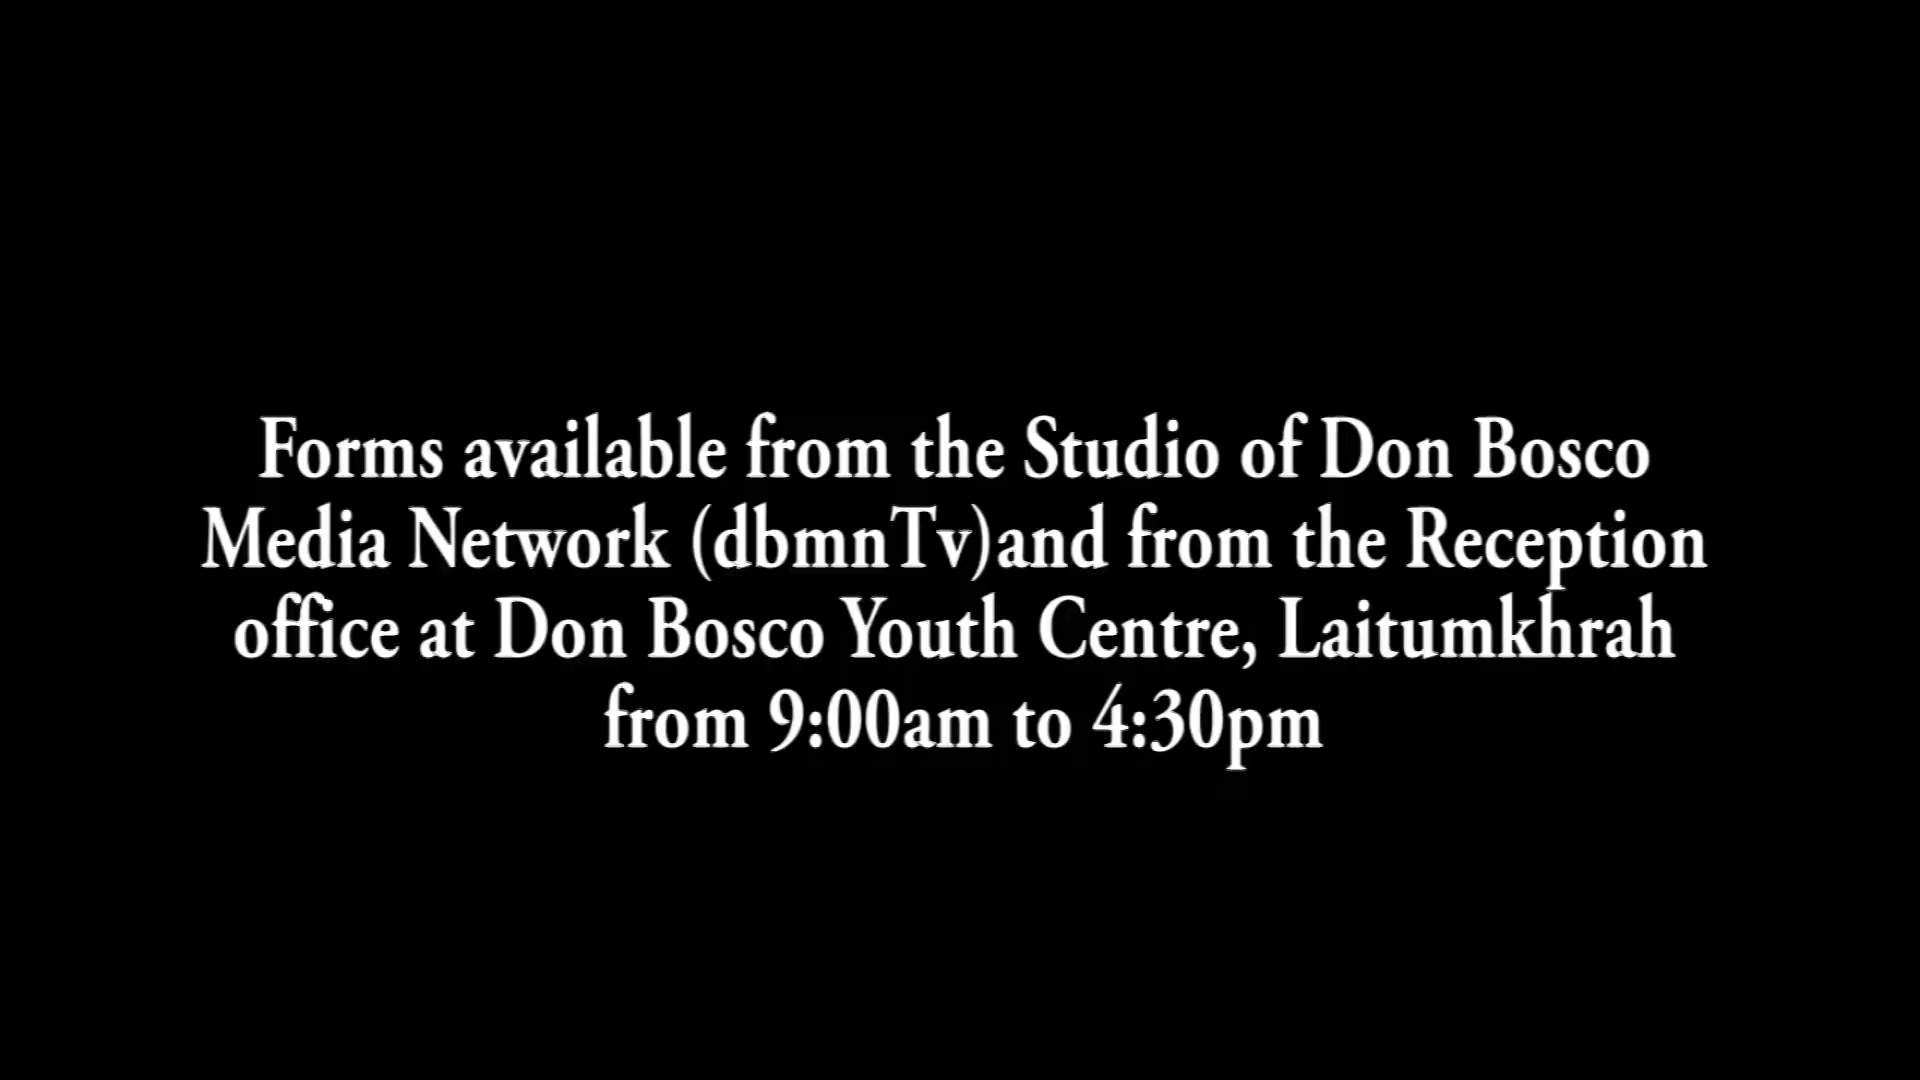 Forms available from the Studio of Don Bosco
Media Network (dbmnTv)and from the Reception
office at Don Bosco Youth Centre, Laitumkhrah
from 9:00am to 4:30pm